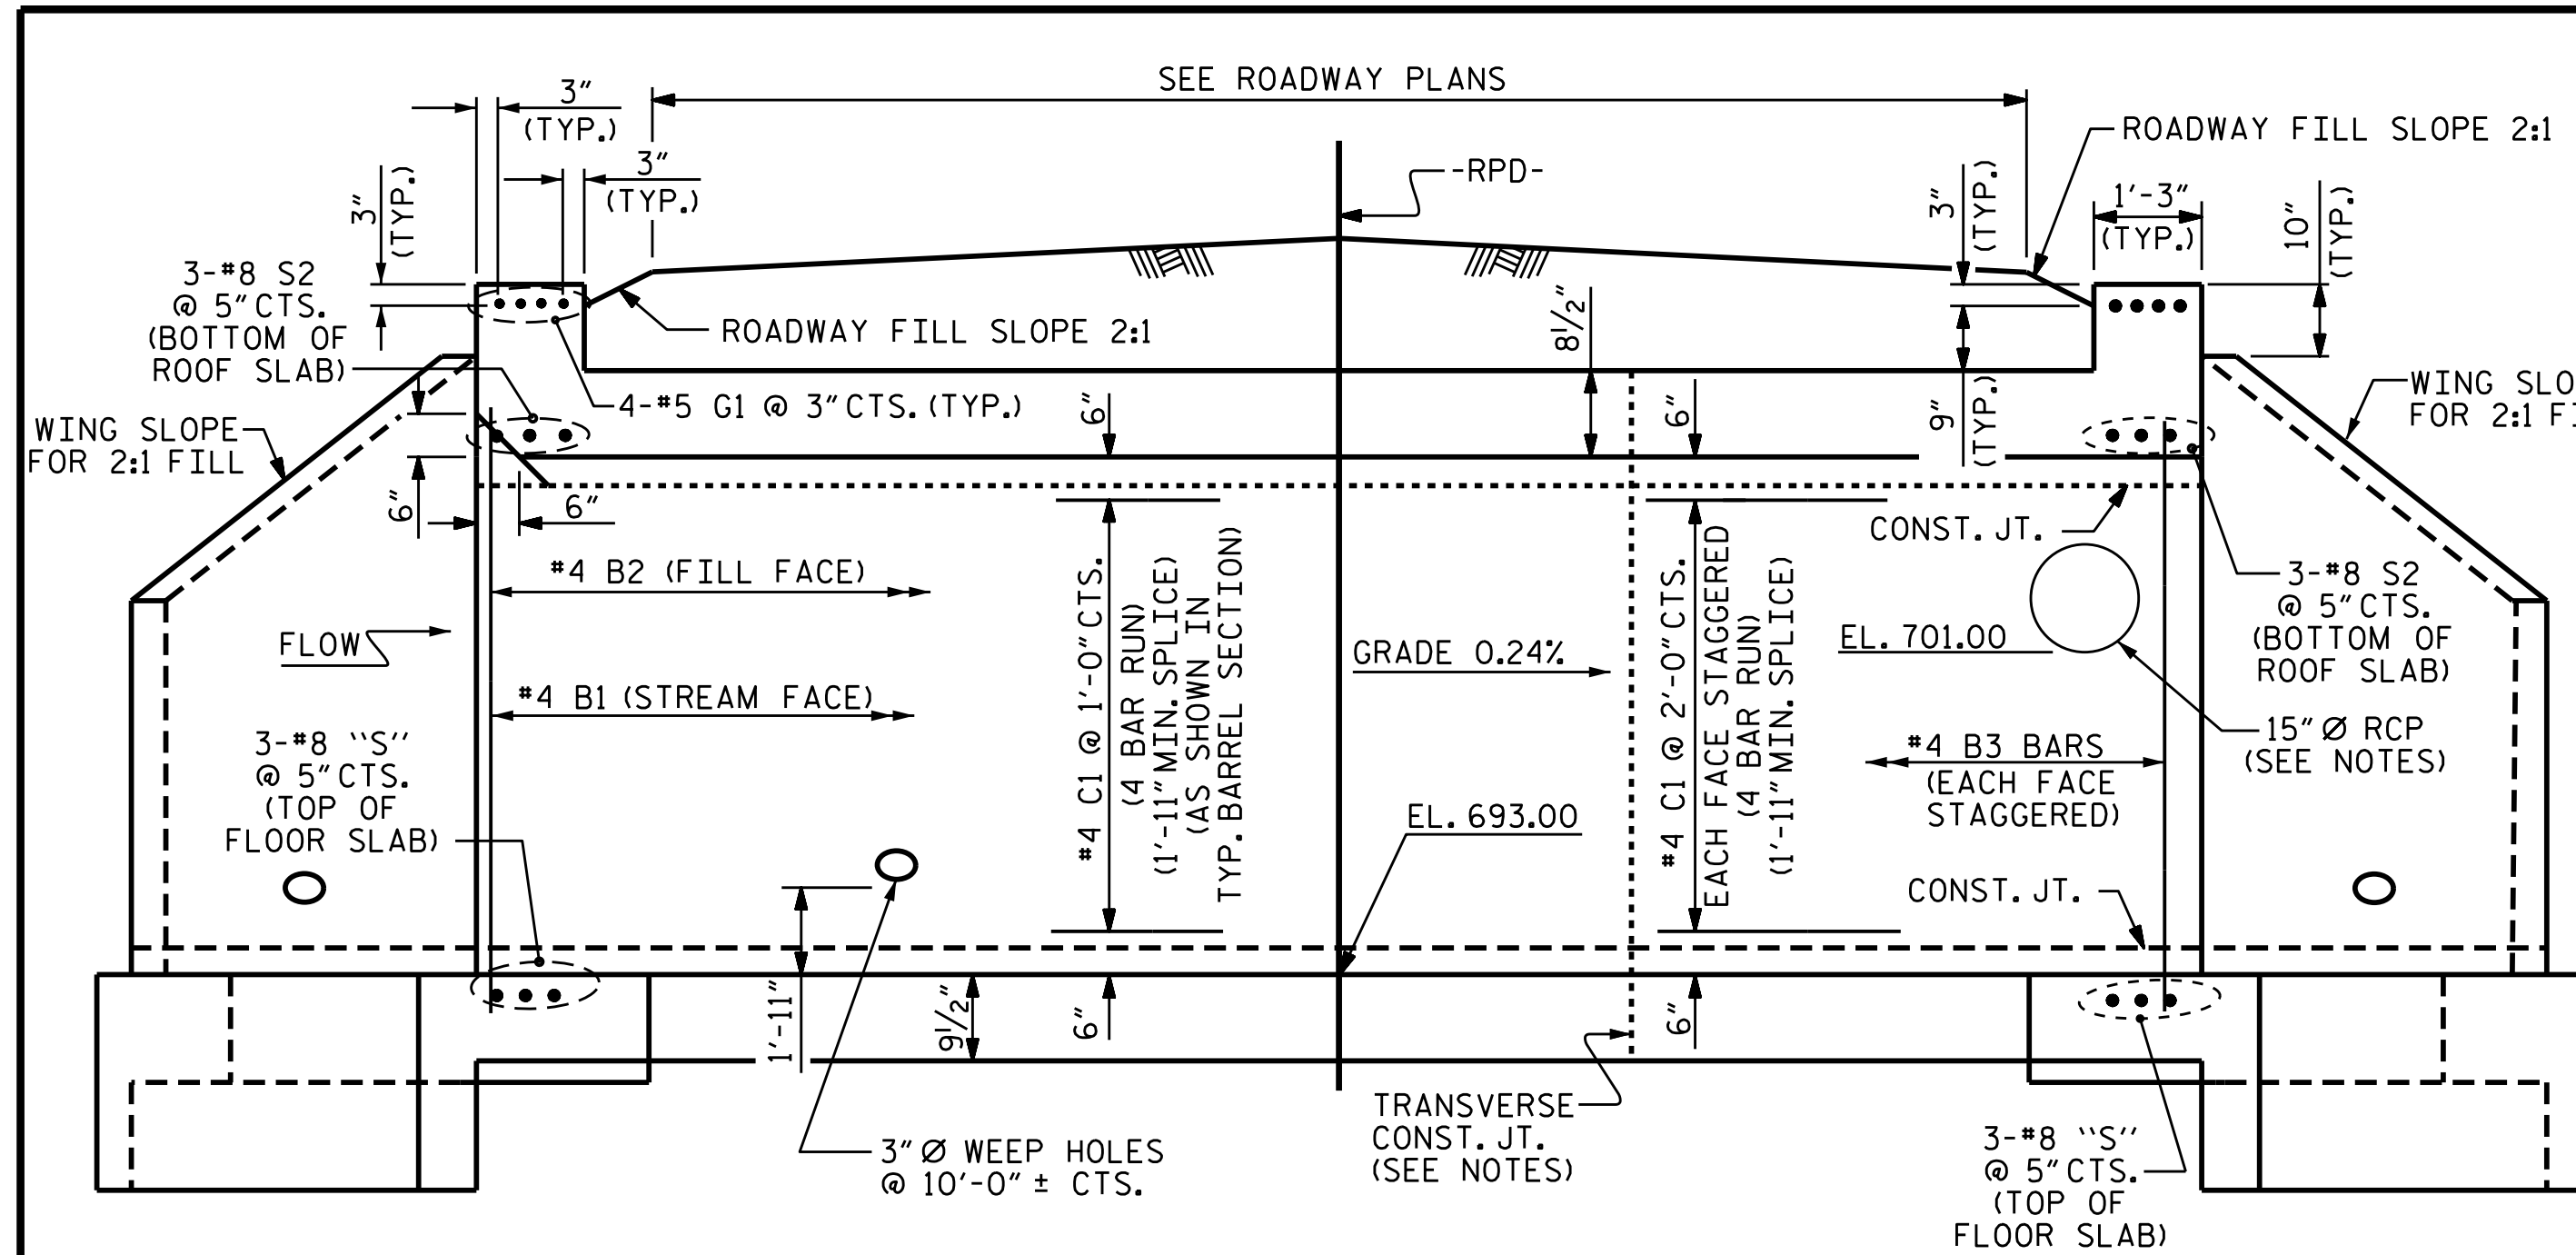 SEE ROADWAY PLANS
3"
(TYP.)
3"
(TYP.)
3"
(TYP.)
-RPD-
3"
(TYP.)
ROADWAY FILL SLOPE 2:1
1'-3"
(TYP.)
10"
(TYP.)
3-#8 S2
@ 5" CTS.
(BOTTOM OF
ROOF SLAB)
ROADWAY FILL SLOPE 2:1
8 1/2"
4-#5 G1 @ 3" CTS. (TYP.)
6"
6"
9"
(TYP.)
WING SLOPE
FOR 2:1 FILL
WING SLO
FOR 2:1 FI
6"
6"
CONST. JT.
#4 B2 (FILL FACE)
FLOW
#4 B1 (STREAM FACE)
#4 C1 @ 1'-0" CTS.
(4 BAR RUN)
(1'-11" MIN. SPLICE)
(AS SHOWN IN
TYP. BARREL SECTION)
GRADE 0.24%
#4 C1 @ 2'-0" CTS.
EACH FACE STAGGERED
(4 BAR RUN)
(1'-11" MIN. SPLICE)
EL. 701.00
3-#8 S2
@ 5" CTS.
(BOTTOM OF
ROOF SLAB)
15" Ø RCP
(SEE NOTES)
#4 B3 BARS
(EACH FACE
STAGGERED)
3-#8 ''S''
@ 5" CTS.
(TOP OF
FLOOR SLAB)
EL. 693.00
CONST. JT.
1'-11"
9 1/2"
6"
6"
3" Ø WEEP HOLES
@ 10'-0" ± CTS.
TRANSVERSE
CONST. JT.
(SEE NOTES)
3-#8 ''S''
@ 5" CTS.
(TOP OF
FLOOR SLAB)